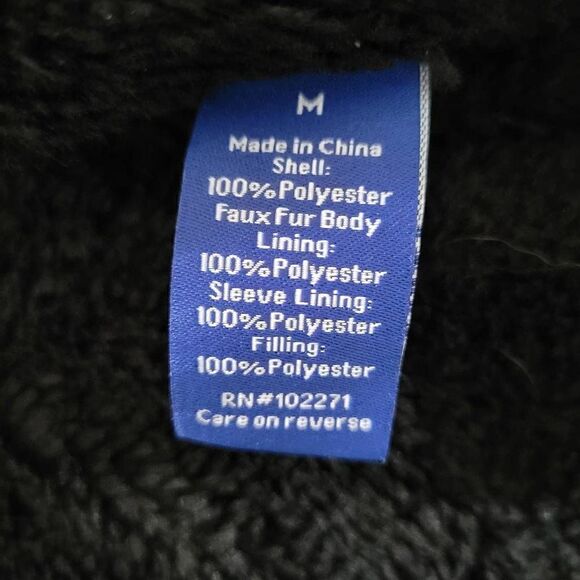 M
Made in China
Shell:
100%Polyester
Faux Fur Body
Lining:
100%Polyester
Sleeve Lining:
100%Polyester
Filling:
100%Polyester
RN#102271
Care on reverse